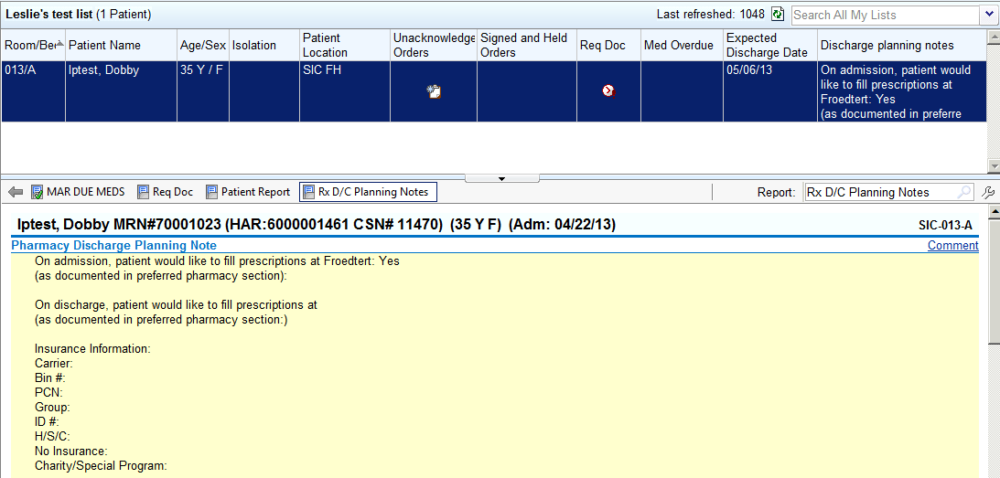 Leslie's test list (1 Patient) Last refreshed: 1048 Search All My Lists
Room/Bed Patient Name Age/Sex Isolation Patient Location Unacknowledge Orders Signed and Held Orders Req Doc Med Overdue Expected Discharge Date Discharge planning notes
013/A Iptest, Dobby 35 Y / F SIC FH 05/06/13 On admission, patient would
like to fill prescriptions at
Froedtert: Yes
(as documented in preferre
MAR DUE MEDS Req Doc Patient Report Rx D/C Planning Notes Report: Rx D/C Planning Notes
Iptest, Dobby MRN#70001023 (HAR:6000001461 CSN# 11470) (35 Y F) (Adm: 04/22/13) SIC-013-A
Pharmacy Discharge Planning Note Comment
On admission, patient would like to fill prescriptions at Froedtert: Yes
(as documented in preferred pharmacy section):
On discharge, patient would like to fill prescriptions at
(as documented in preferred pharmacy section:)
Insurance Information:
Carrier:
Bin #:
PCN:
Group:
ID #:
H/S/C:
No Insurance:
Charity/Special Program: